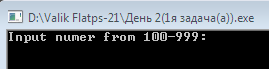 D:\Valik Flatps-21\День 2(1я задача(а)).exe
Input numer from 100-999: